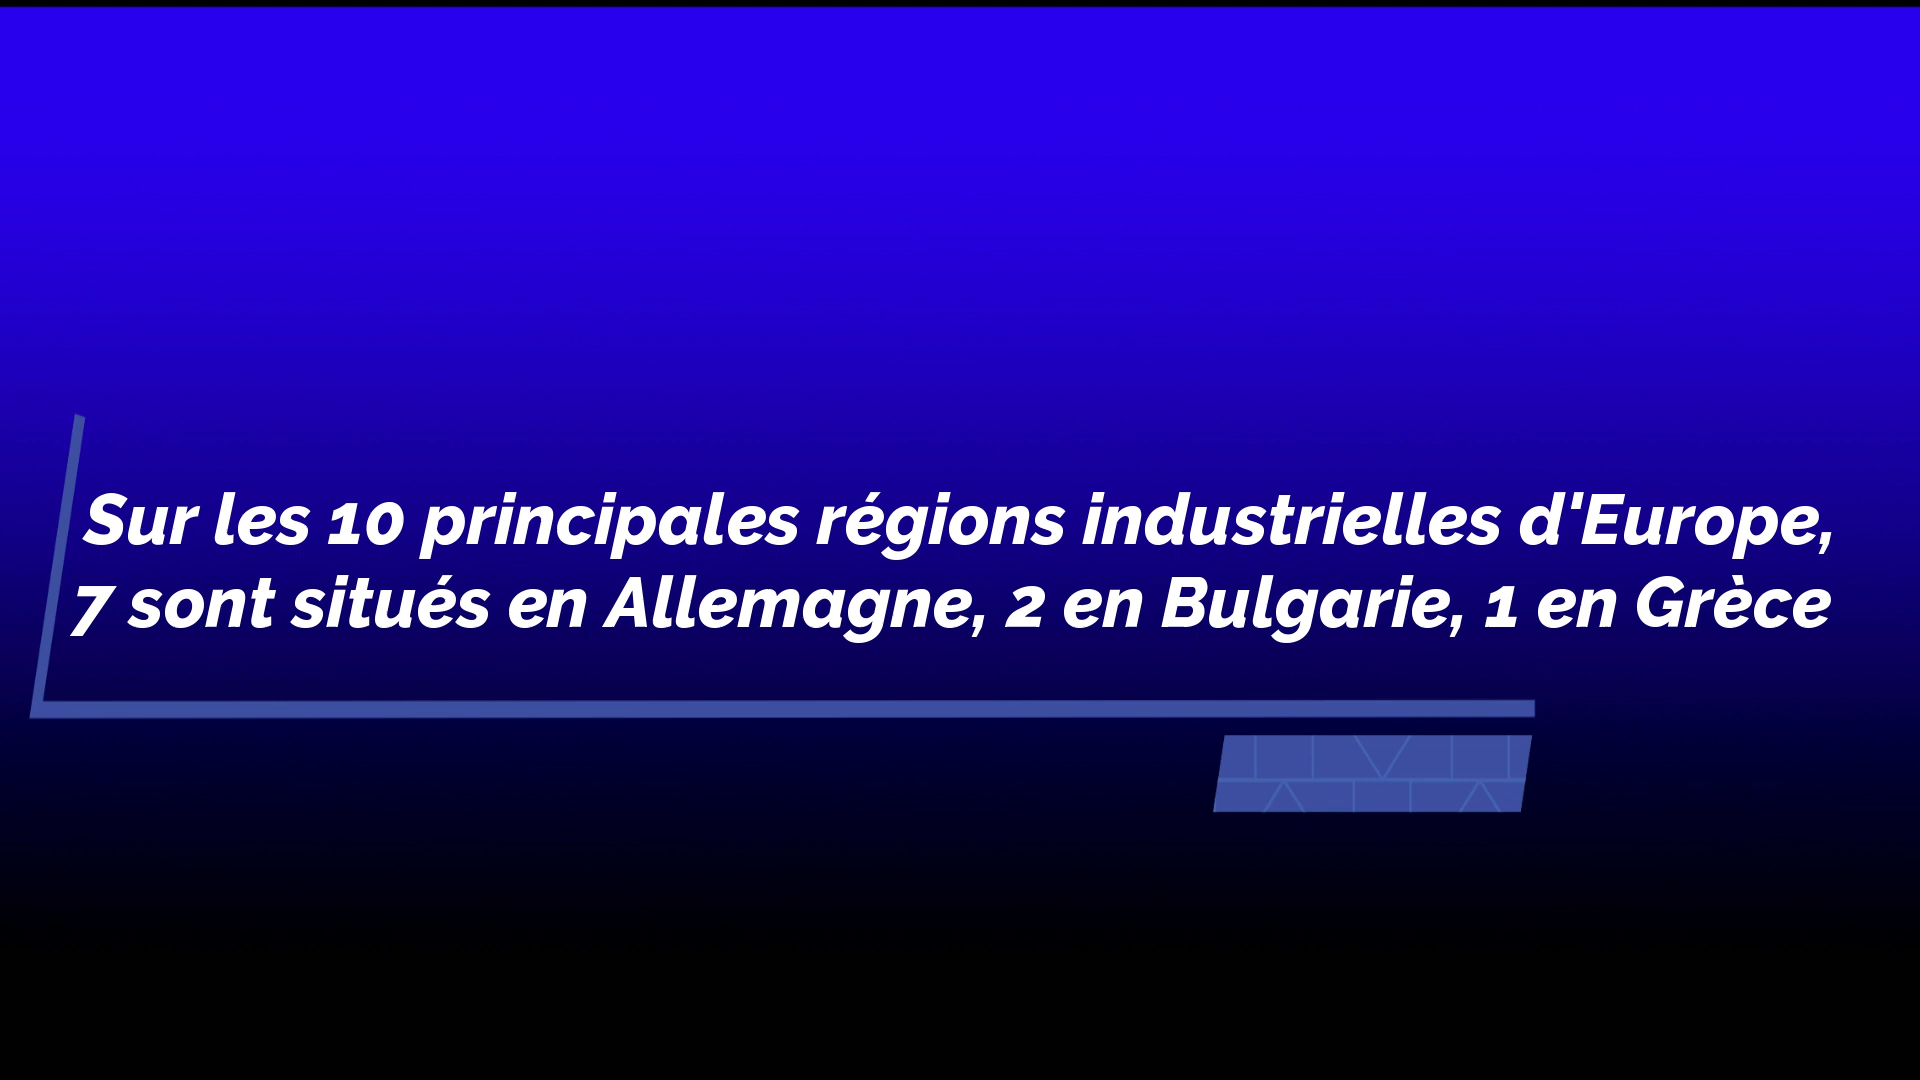 Sur les 10 principales régions industrielles d'Europe,
7 sont situés en Allemagne, 2 en Bulgarie, 1 en Grèce